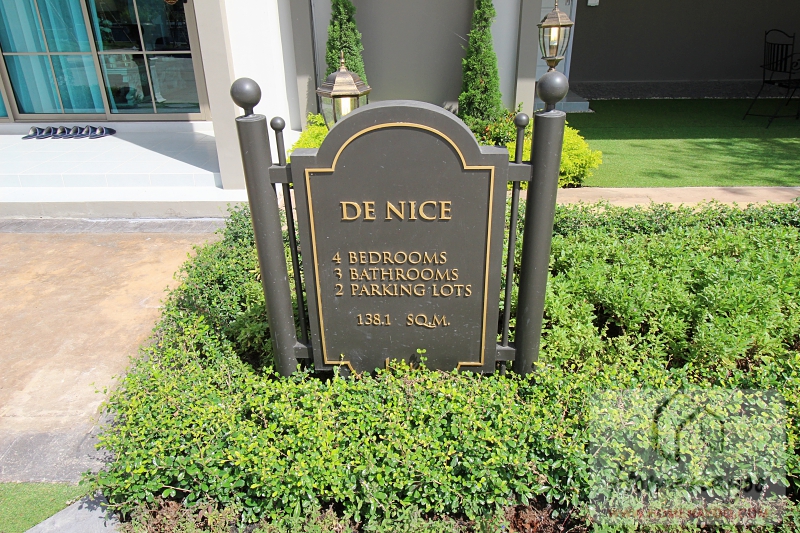 DE NICE
4 BEDROOMS
3 BATHROOMS
2 PARKING LOTS
138.1 SQ.M.